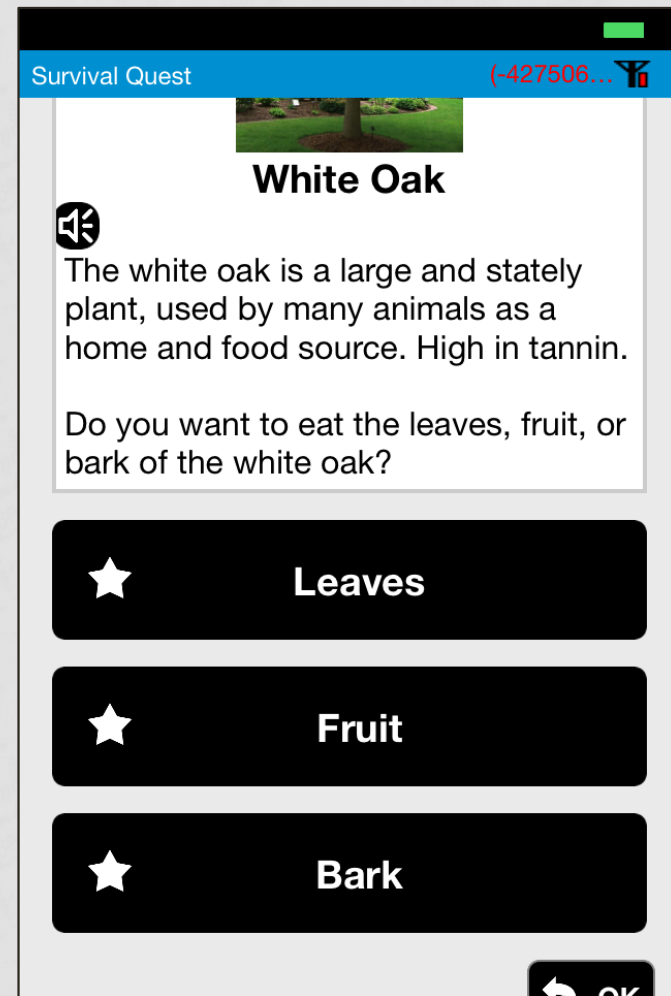 Survival Quest
(-427506...
White Oak
The white oak is a large and stately
plant, used by many animals as a
home and food source. High in tannin.
Do you want to eat the leaves, fruit, or
bark of the white oak?
Leaves
Fruit
Bark
OK